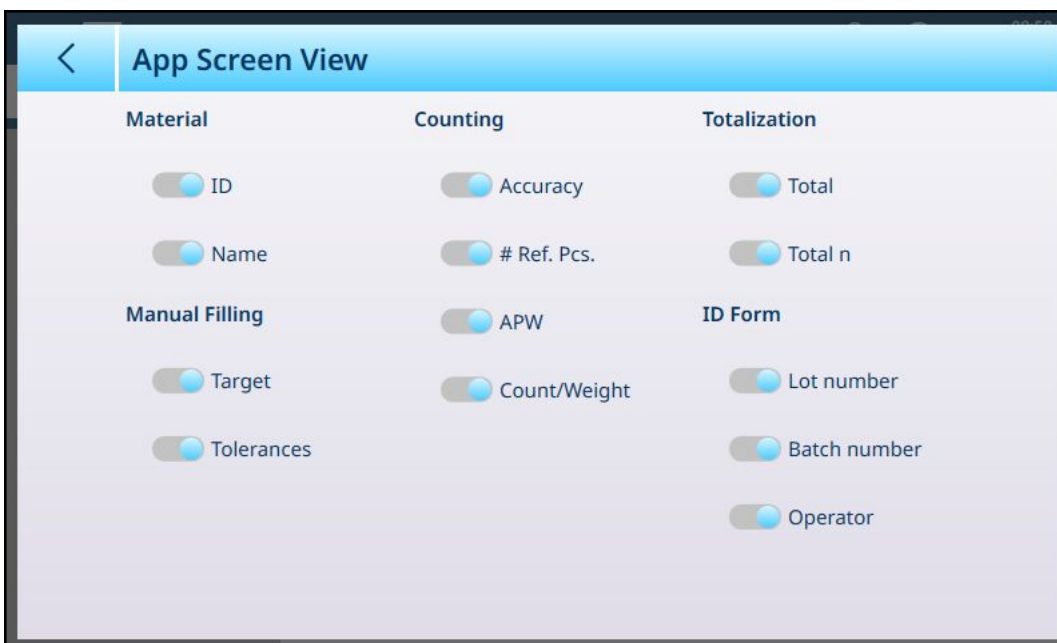 App Screen View
Material
ID
Name
Manual Filling
Target
Tolerances
Counting
Accuracy
# Ref. Pcs.
APW
Count/Weight
Totalization
Total
Total n
ID Form
Lot number
Batch number
Operator